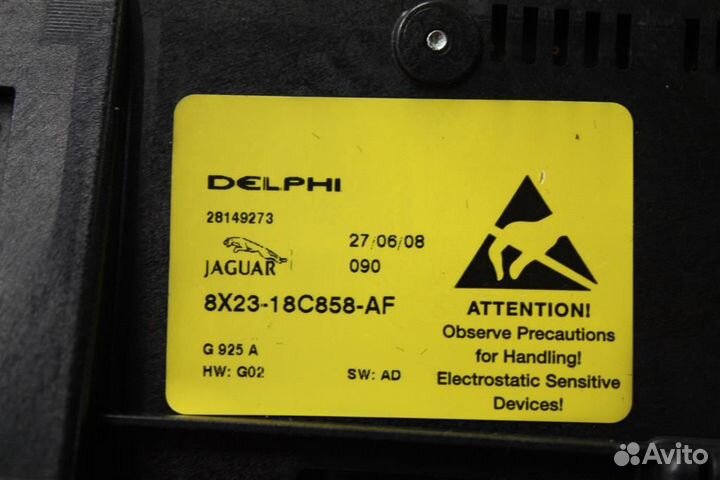 DELPHI
28149273
27/06/08
JAGUAR
090
8X23-18C858-AF
G 925 A
HW: G02
SW: AD
ATTENTION!
Observe Precautions
for Handling!
Electrostatic Sensitive
Devices!
Avito